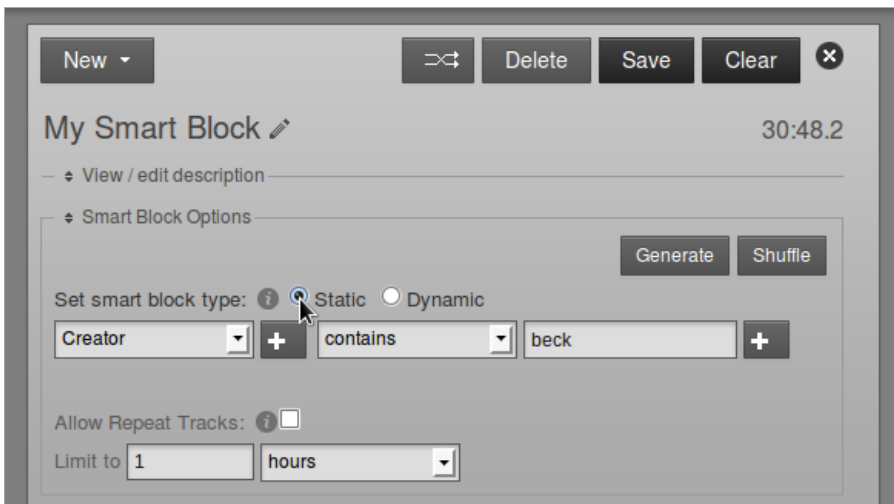 New Delete Save Clear
My Smart Block 30:48.2
View / edit description
Smart Block Options
Generate Shuffle
Set smart block type: i Static Dynamic
Creator + contains beck +
Allow Repeat Tracks: i
Limit to 1 hours